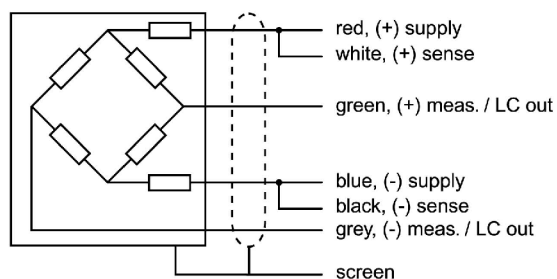 red, (+) supply
white, (+) sense
green, (+) meas. / LC out
blue, (-) supply
black, (-) sense
grey, (-) meas. / LC out
screen